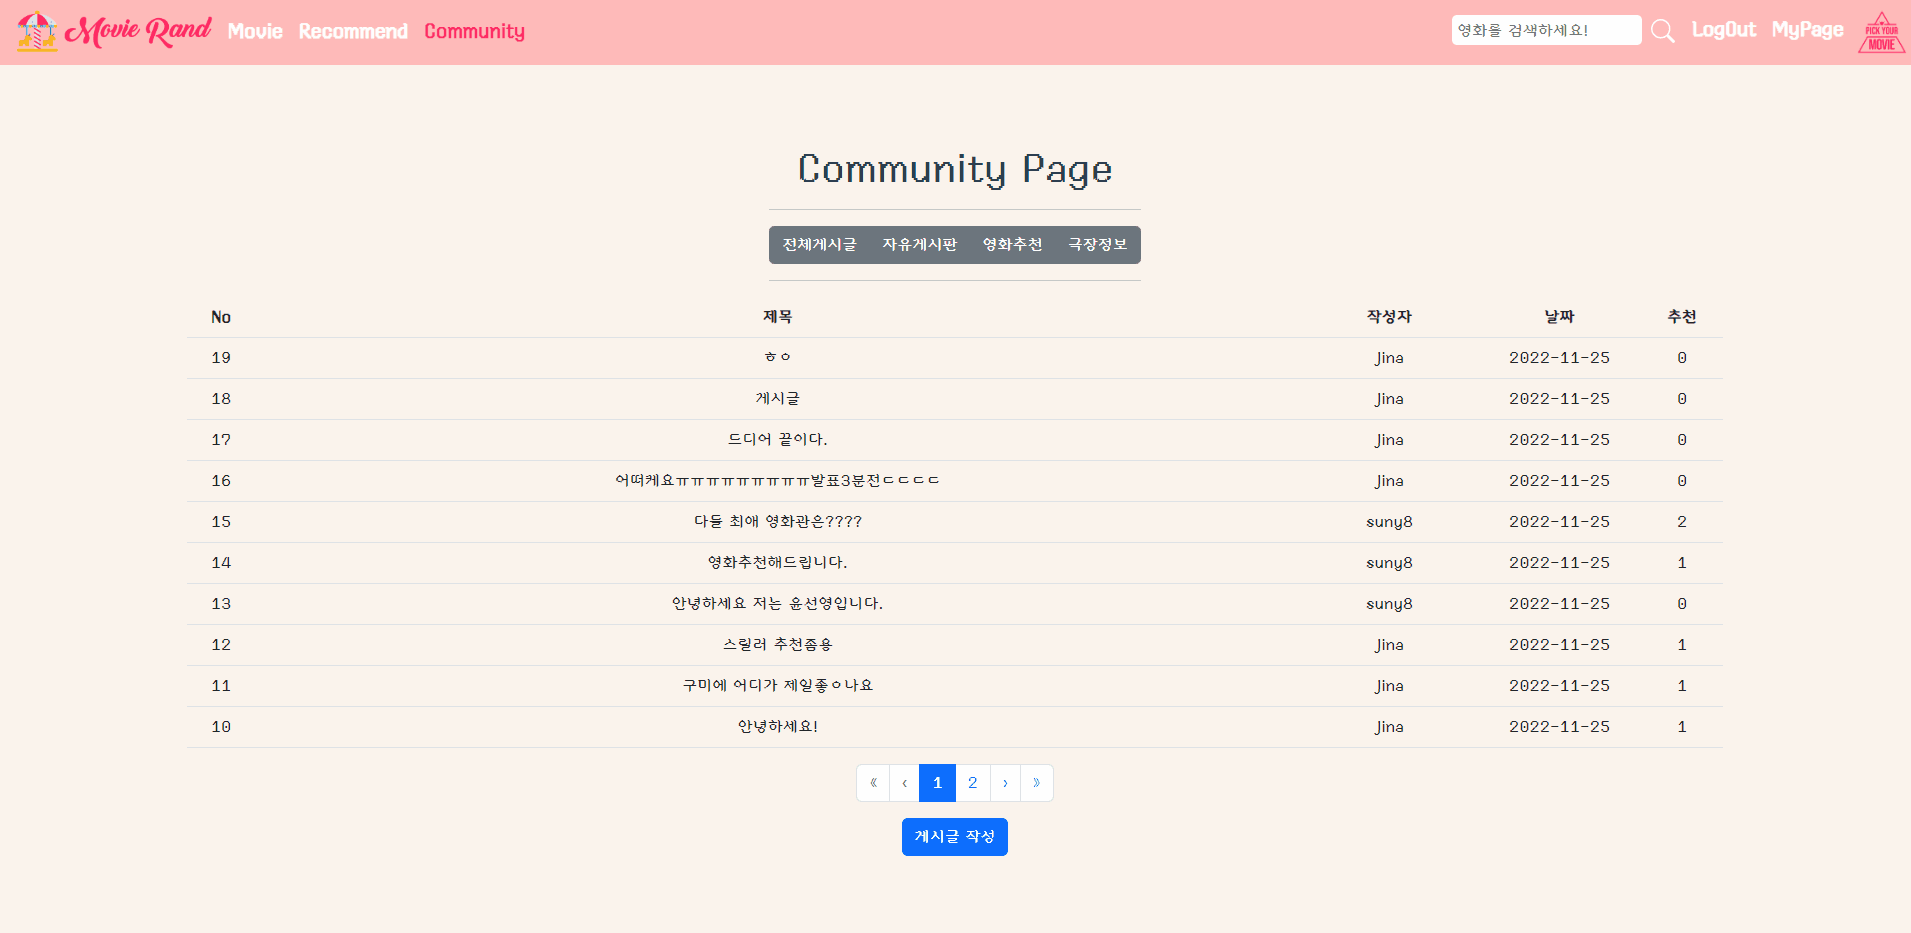 Movie Rand Movie Recommend Community 영화를 검색하세요! LogOut MyPage PICK YOUR MOVIE
Community Page
전체게시글 자유게시판 영화추천 극장정보
No 제목 작성자 날짜 추천
19 ㅎㅇ Jina 2022-11-25 0
18 게시글 Jina 2022-11-25 0
17 드디어 끝이다. Jina 2022-11-25 0
16 어떠케요ㅠㅠㅠㅠㅠㅠㅠㅠㅠ발표3분전ㄷㄷㄷㄷ Jina 2022-11-25 0
15 다들 최애 영화관은???? suny8 2022-11-25 2
14 영화추천해드립니다. suny8 2022-11-25 1
13 안녕하세요 저는 윤선영입니다. suny8 2022-11-25 0
12 스릴러 추천좀용 Jina 2022-11-25 1
11 구미에 어디가 제일좋ㅇ나요 Jina 2022-11-25 1
10 안녕하세요! Jina 2022-11-25 1
« ‹ 1 2 › »
게시글 작성